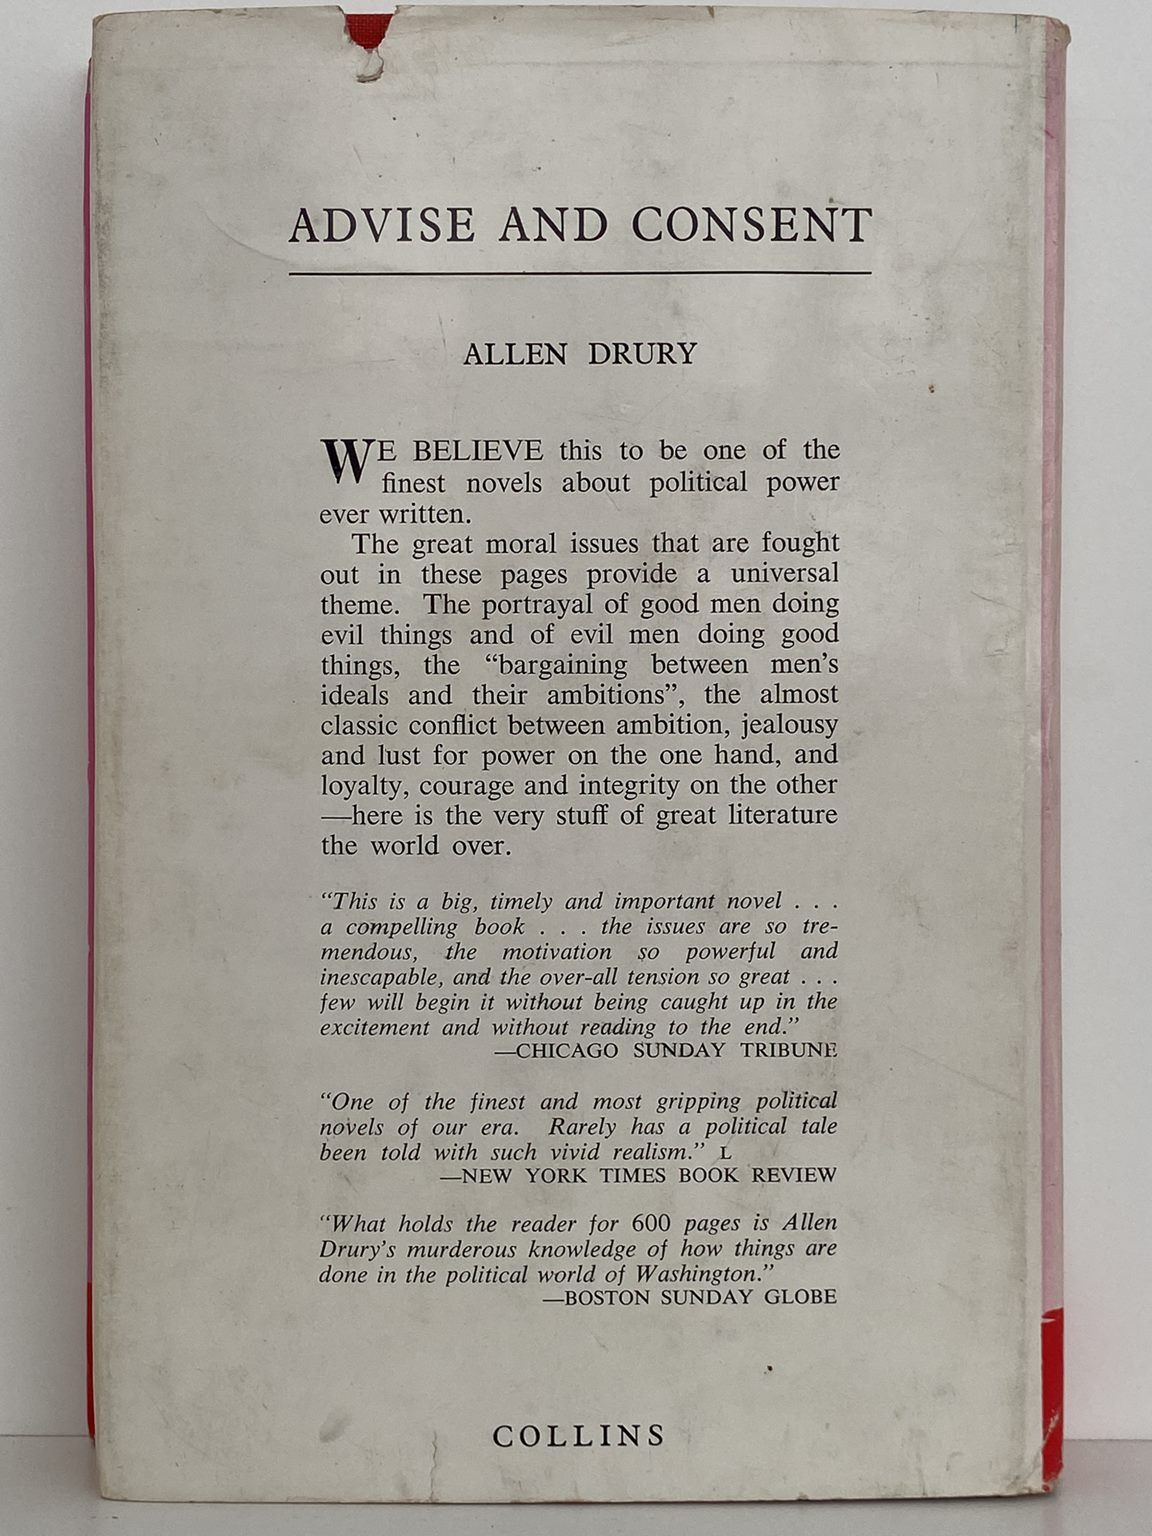 ADVISE AND CONSENT
ALLEN DRURY
WE BELIEVE this to be one of the
finest novels about political power
ever written.
The great moral issues that are fought
out in these pages provide a universal
theme. The portrayal of good men doing
evil things and of evil men doing good
things, the “bargaining between men’s
ideals and their ambitions”, the almost
classic conflict between ambition, jealousy
and lust for power on the one hand, and
loyalty, courage and integrity on the other
—here is the very stuff of great literature
the world over.
“This is a big, timely and important novel . . .
a compelling book . . . the issues are so tre-
mendous, the motivation so powerful and
inescapable, and the over-all tension so great . . .
few will begin it without being caught up in the
excitement and without reading to the end.”
—CHICAGO SUNDAY TRIBUNE
“One of the finest and most gripping political
novels of our era. Rarely has a political tale
been told with such vivid realism.” L
—NEW YORK TIMES BOOK REVIEW
“What holds the reader for 600 pages is Allen
Drury’s murderous knowledge of how things are
done in the political world of Washington.”
—BOSTON SUNDAY GLOBE
COLLINS